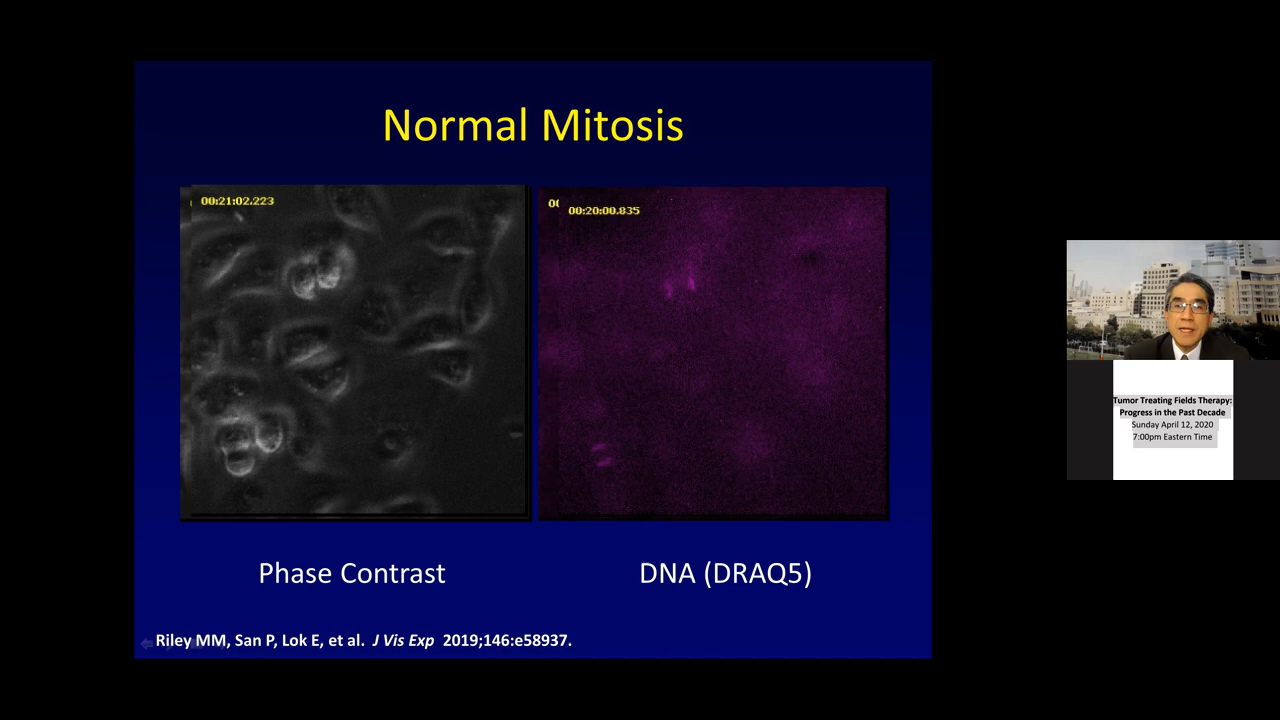 Normal Mitosis
00:21:02.223
00
00:20:00.835
Phase Contrast
DNA (DRAQ5)
Riley MM, San P, Lok E, et al. J Vis Exp 2019;146:e58937.
Tumor Treating Fields Therapy:
Progress in the Past Decade
Sunday April 12, 2020
7:00pm Eastern Time